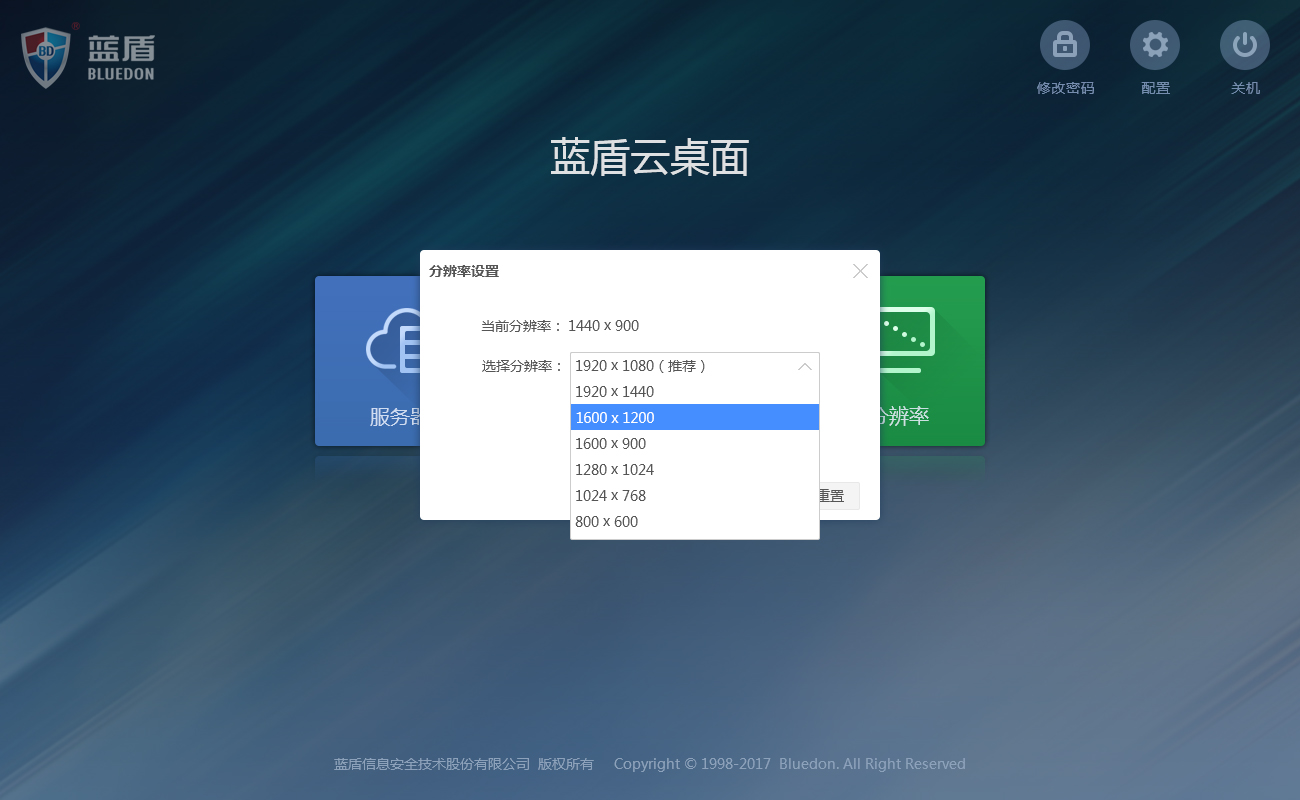 BD
®
蓝盾
BLUEDON
修改密码
配置
关机
蓝盾云桌面
分辨率设置
当前分辨率：1440 x 900
选择分辨率：1920 x 1080 ( 推荐 )
1920 x 1440
1600 x 1200
1600 x 900
1280 x 1024
1024 x 768
800 x 600
重置
服务器
分辨率
蓝盾信息安全技术股份有限公司 版权所有 Copyright © 1998-2017 Bluedon. All Right Reserved